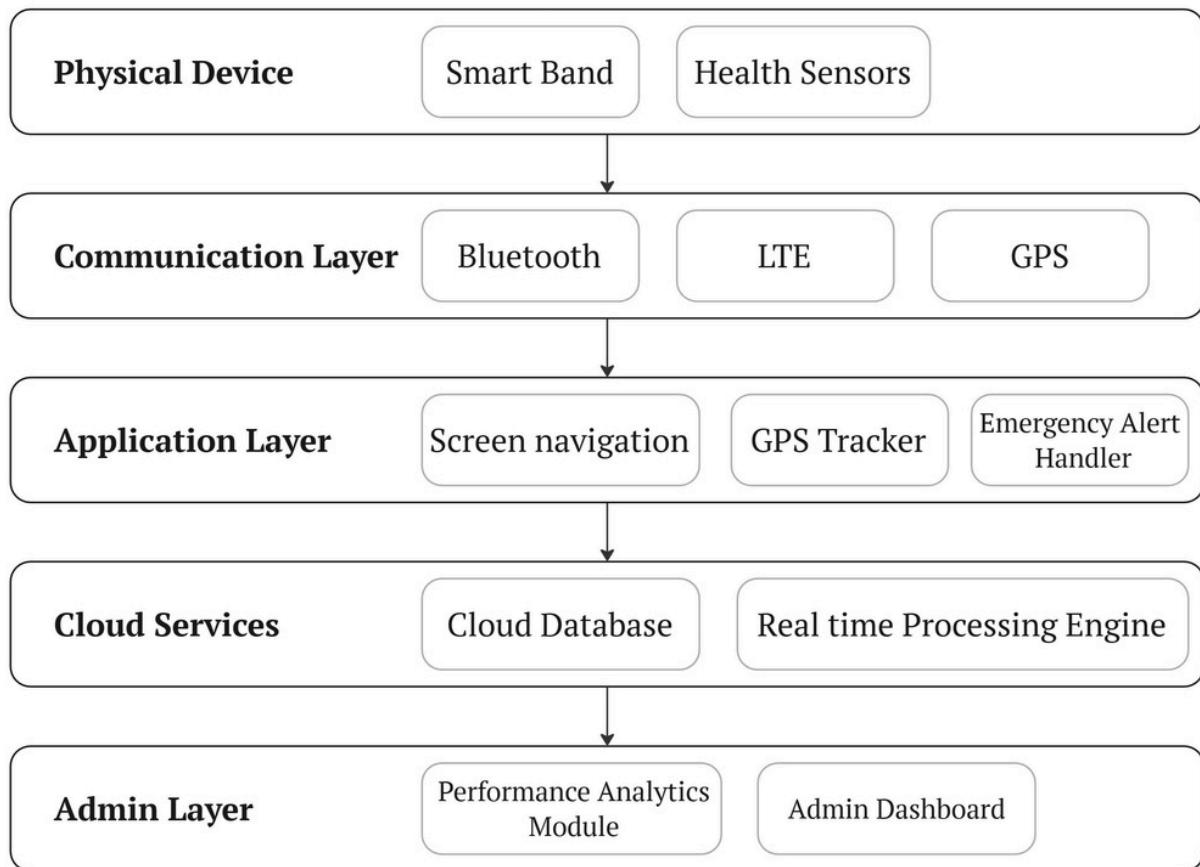 Physical Device
Smart Band
Health Sensors
Communication Layer
Bluetooth
LTE
GPS
Application Layer
Screen navigation
GPS Tracker
Emergency Alert
Handler
Cloud Services
Cloud Database
Real time Processing Engine
Admin Layer
Performance Analytics
Module
Admin Dashboard